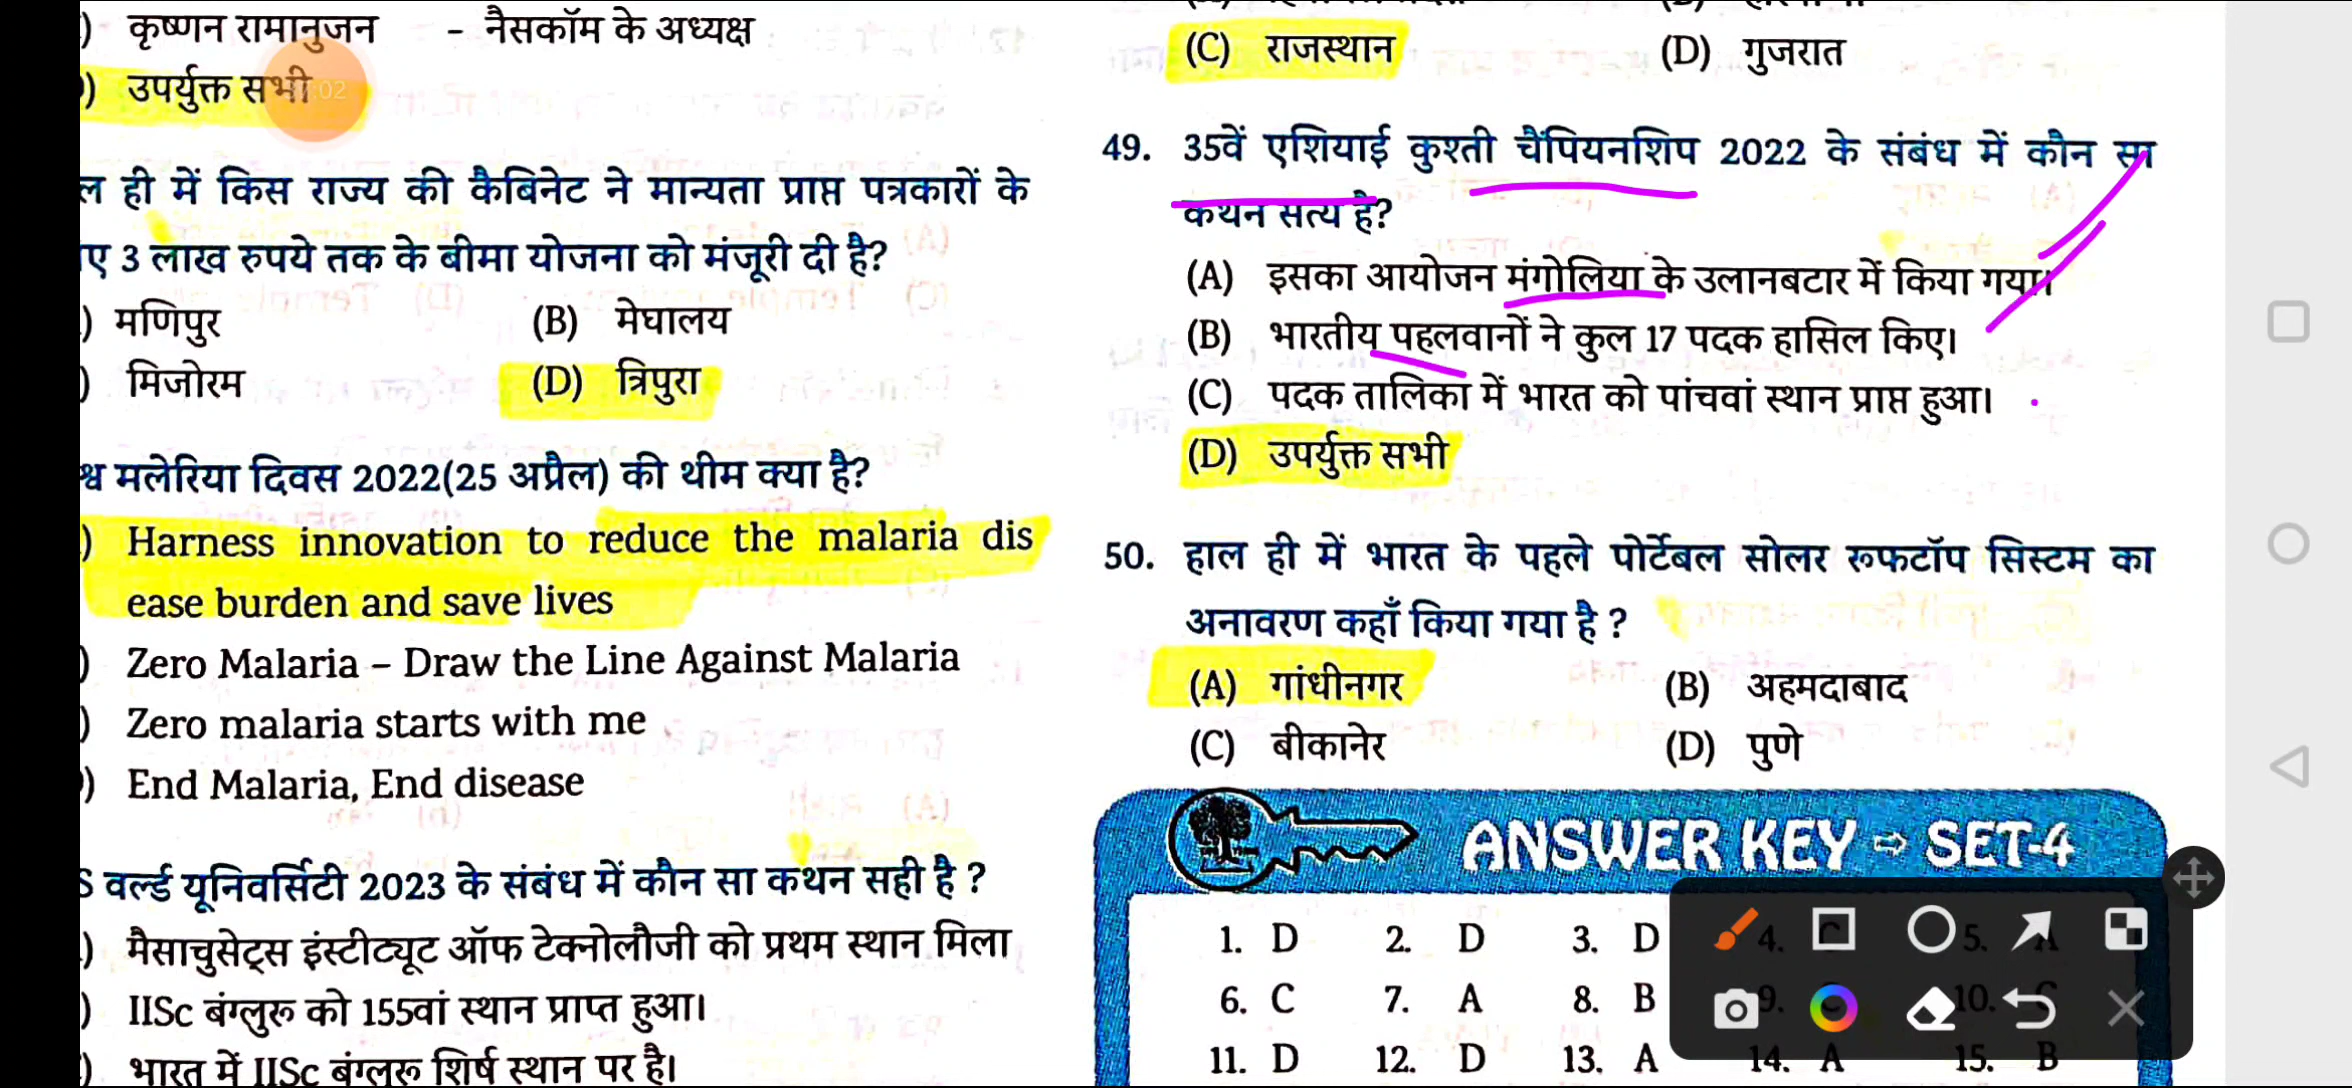 ) कृष्णन रामानुजन - नैसकॉम के अध्यक्ष
) उपर्युक्त सभी
ल ही में किस राज्य की कैबिनेट ने मान्यता प्राप्त पत्रकारों के
ए 3 लाख रुपये तक के बीमा योजना को मंजूरी दी है?
) मणिपुर (B) मेघालय
) मिजोरम (D) त्रिपुरा
श्व मलेरिया दिवस 2022(25 अप्रैल) की थीम क्या है?
) Harness innovation to reduce the malaria dis
ease burden and save lives
) Zero Malaria – Draw the Line Against Malaria
) Zero malaria starts with me
) End Malaria, End disease
S वर्ल्ड यूनिवर्सिटी 2023 के संबंध में कौन सा कथन सही है ?
) मैसाचुसेट्स इंस्टीट्यूट ऑफ टेक्नोलौजी को प्रथम स्थान मिला
) IISc बंग्लुरू को 155वां स्थान प्राप्त हुआ।
) भारत में IISc बंग्लुरू शिर्ष स्थान पर है।
(C) राजस्थान (D) गुजरात
49. 35वें एशियाई कुश्ती चैंपियनशिप 2022 के संबंध में कौन सा
कथन सत्य है?
(A) इसका आयोजन मंगोलिया के उलानबटार में किया गया।
(B) भारतीय पहलवानों ने कुल 17 पदक हासिल किए।
(C) पदक तालिका में भारत को पांचवां स्थान प्राप्त हुआ।
(D) उपर्युक्त सभी
50. हाल ही में भारत के पहले पोर्टेबल सोलर रूफटॉप सिस्टम का
अनावरण कहाँ किया गया है ?
(A) गांधीनगर (B) अहमदाबाद
(C) बीकानेर (D) पुणे
ANSWER KEY ⇨ SET-4
1. D 2. D 3. D 4. C 5. A
6. C 7. A 8. B 9. C 10. C
11. D 12. D 13. A 14. A 15. B